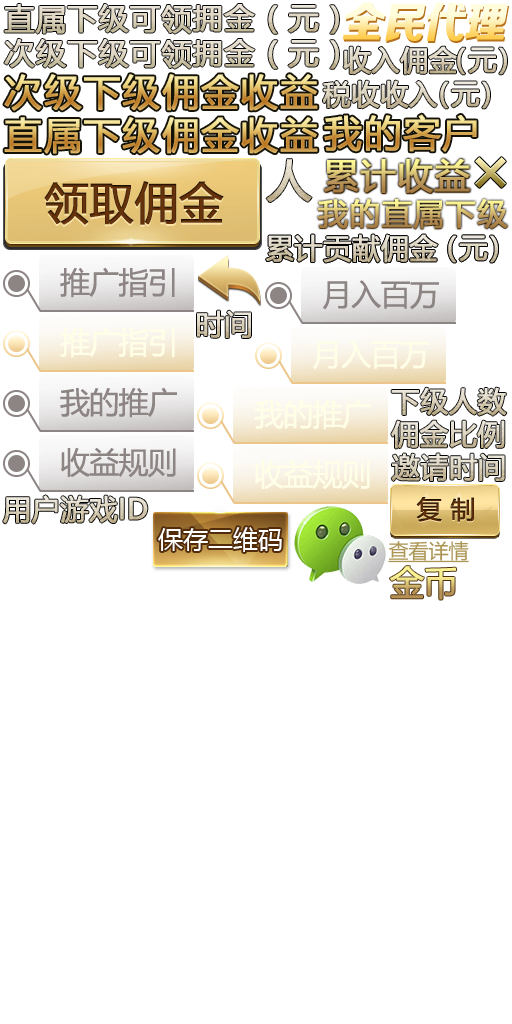 直属下级可领拥金（元）
全民代理
次级下级可领拥金（元）
收入佣金(元)
次级下级佣金收益
税收收入(元)
直属下级佣金收益
我的客户
领取佣金
人
累计收益
我的直属下级
累计贡献佣金（元）
推广指引
月入百万
时间
推广指引
月入百万
我的推广
下级人数
我的推广
佣金比例
收益规则
邀请时间
收益规则
用户游戏ID
复制
保存二维码
查看详情
金币